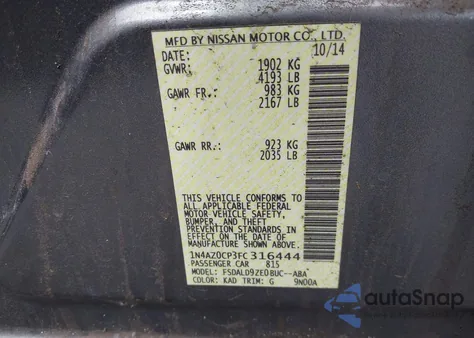 MFD BY NISSAN MOTOR CO., LTD.
DATE: 10/14
GVWR: 1902 KG
4193 LB
GAWR FR: 983 KG
2167 LB
GAWR RR: 923 KG
2035 LB
THIS VEHICLE CONFORMS TO
ALL APPLICABLE FEDERAL
MOTOR VEHICLE SAFETY,
BUMPER, AND THEFT
PREVENTION STANDARDS
IN EFFECT ON THE DATE OF
MANUFACTURE SHOWN ABOVE.
1N4AZ0CP3FC316444
PASSENGER CAR 815
MODEL: FSDALD9ZE0BUC--ABA
COLOR: KAD TRIM: G 9N00A
autoSnap